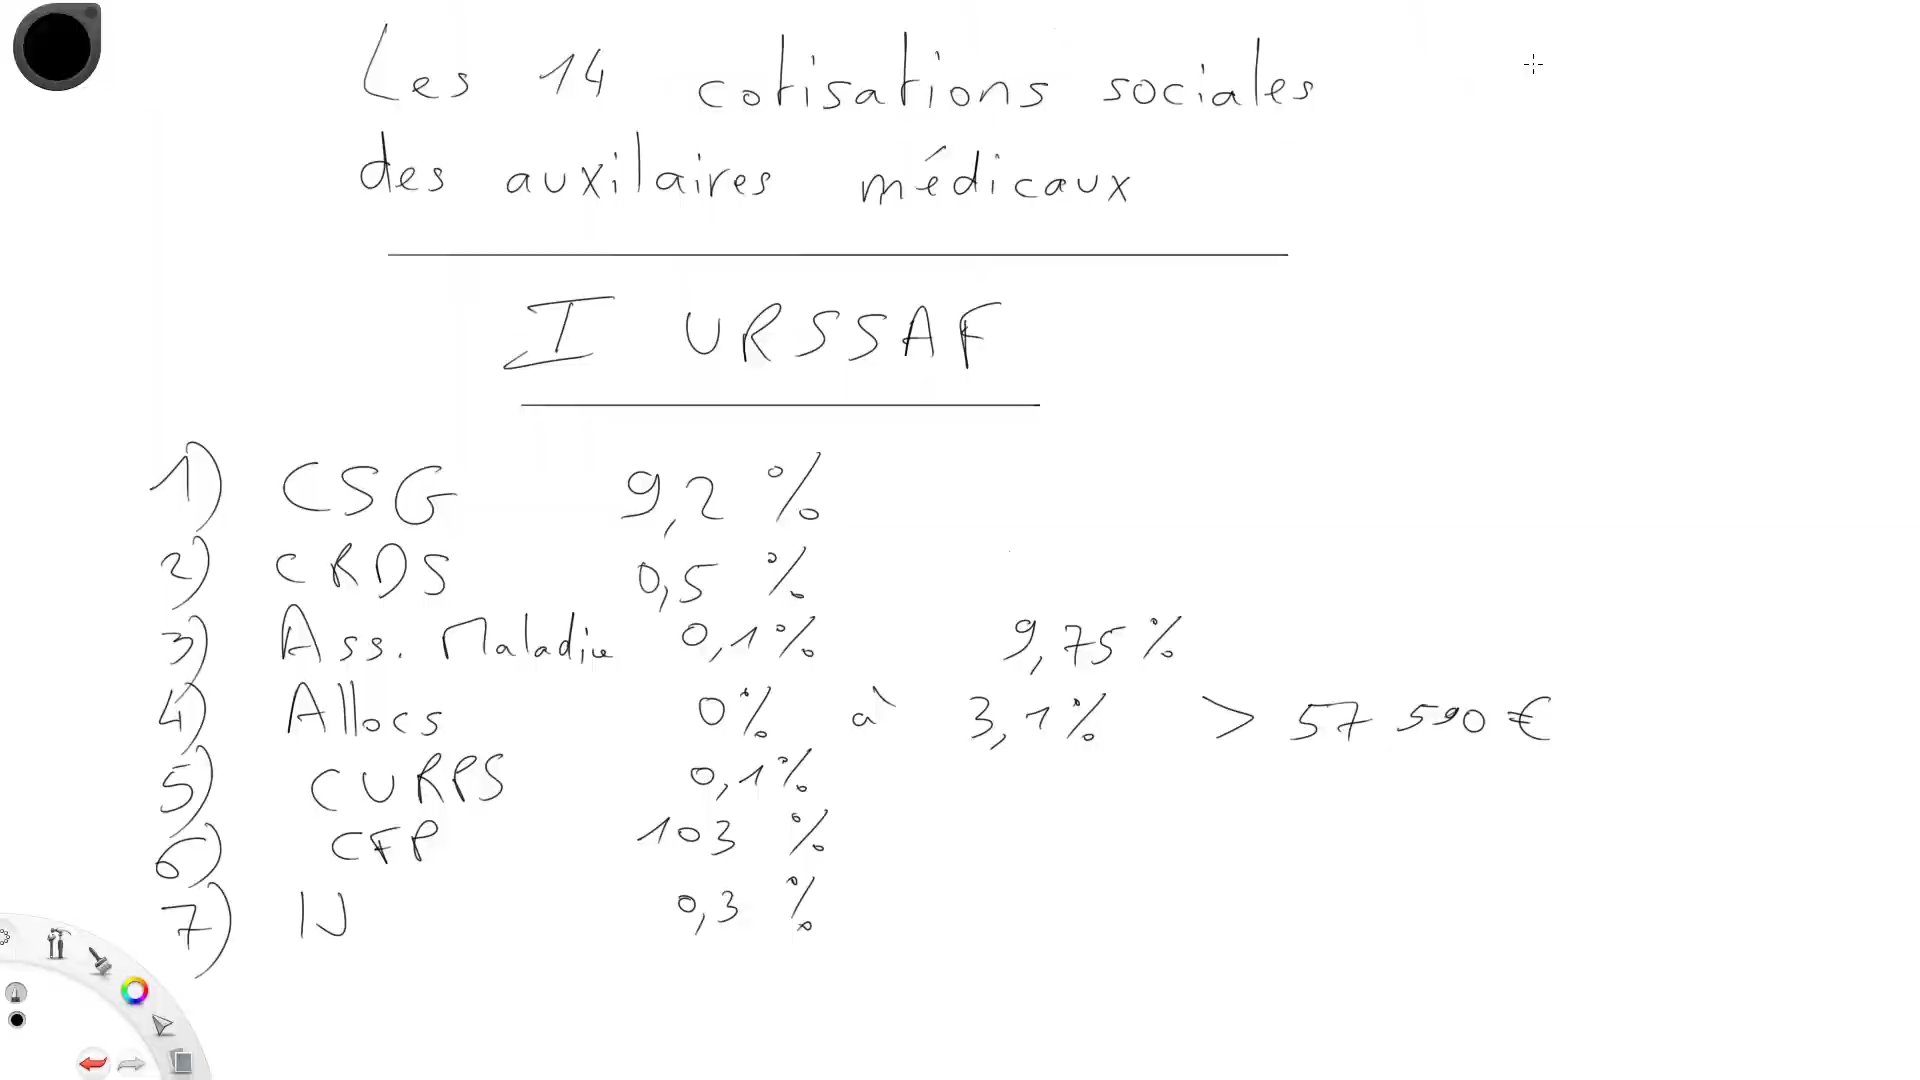 Les 14 cotisations sociales
des auxilaires médicaux
I URSSAF
1) CSG 9,2 %
2) CRDS 0,5 %
3) Ass. Maladie 0,1% 9,75%
4) Allocs 0% à 3,1% > 57 590 €
5) CURPS 0,1%
6) CFP 103 %
7) IJ 0,3 %